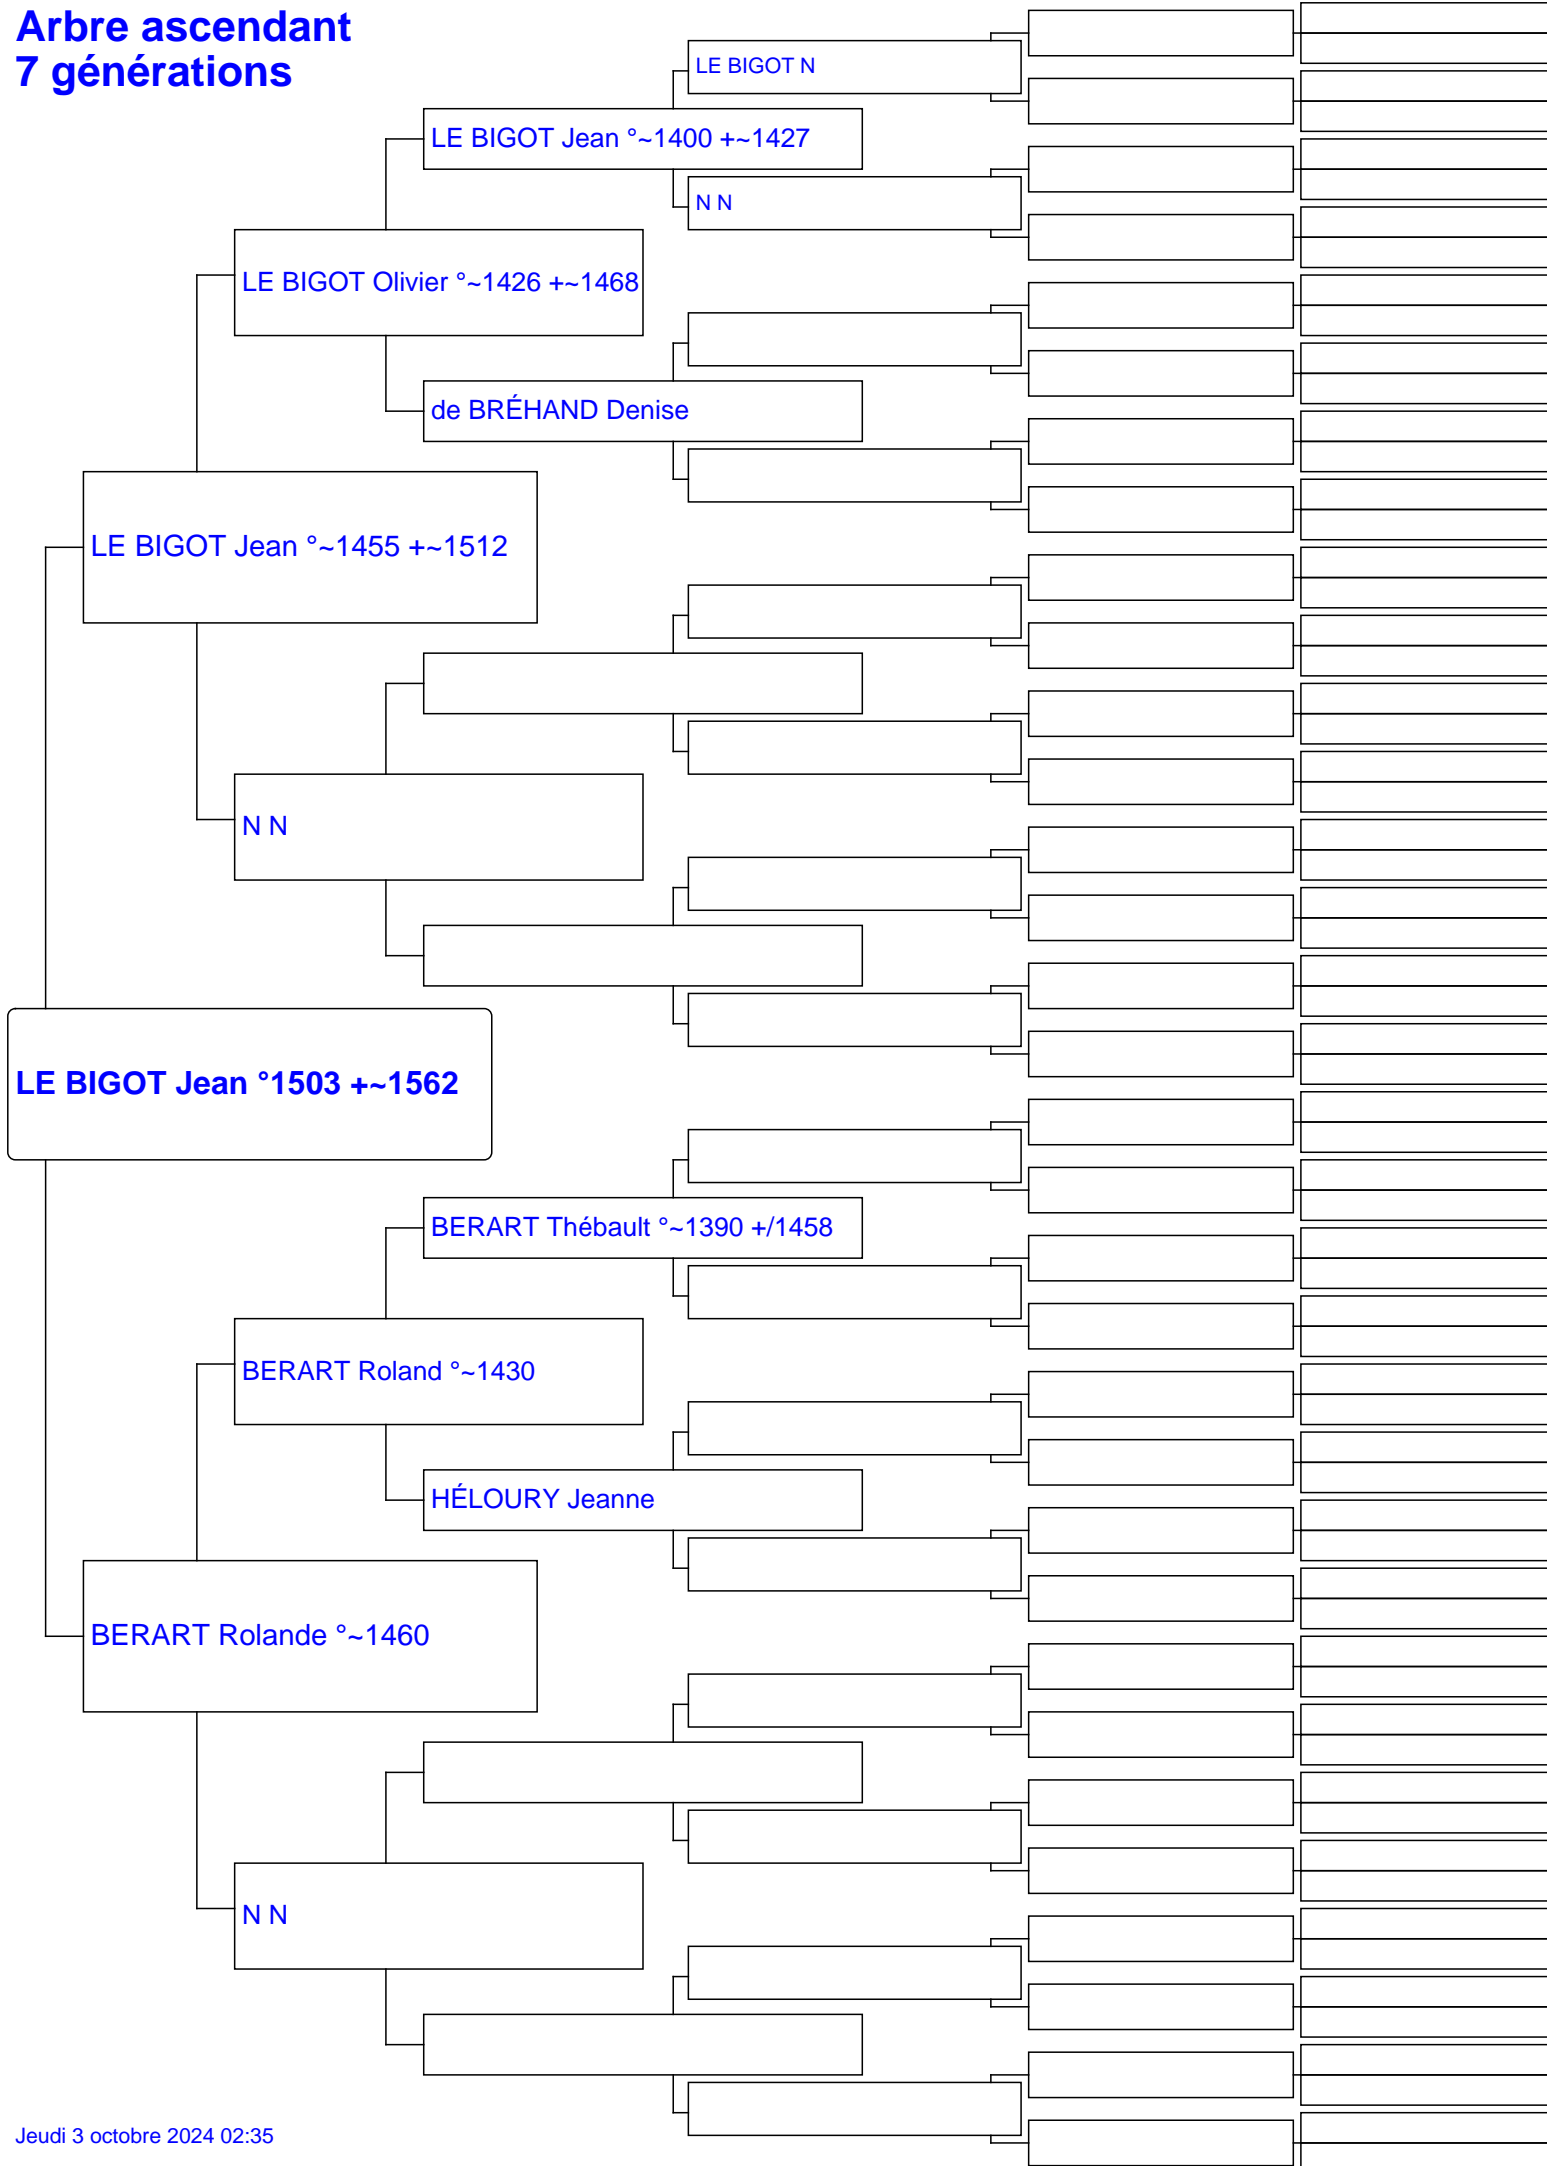 Arbre ascendant
7 générations
LE BIGOT N
LE BIGOT Jean °~1400 +~1427
N N
LE BIGOT Olivier °~1426 +~1468
de BRÉHAND Denise
LE BIGOT Jean °~1455 +~1512
N N
LE BIGOT Jean °1503 +~1562
BERART Thébault °~1390 +/1458
BERART Roland °~1430
HÉLOURY Jeanne
BERART Rolande °~1460
N N
Jeudi 3 octobre 2024 02:35